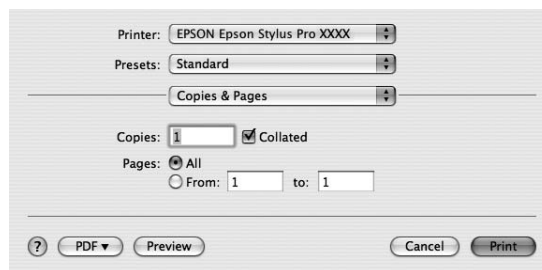 Printer: EPSON Epson Stylus Pro XXXX
Presets: Standard
Copies & Pages
Copies: 1 Collated
Pages: All
From: 1 to: 1
? PDF ▾ Preview Cancel Print